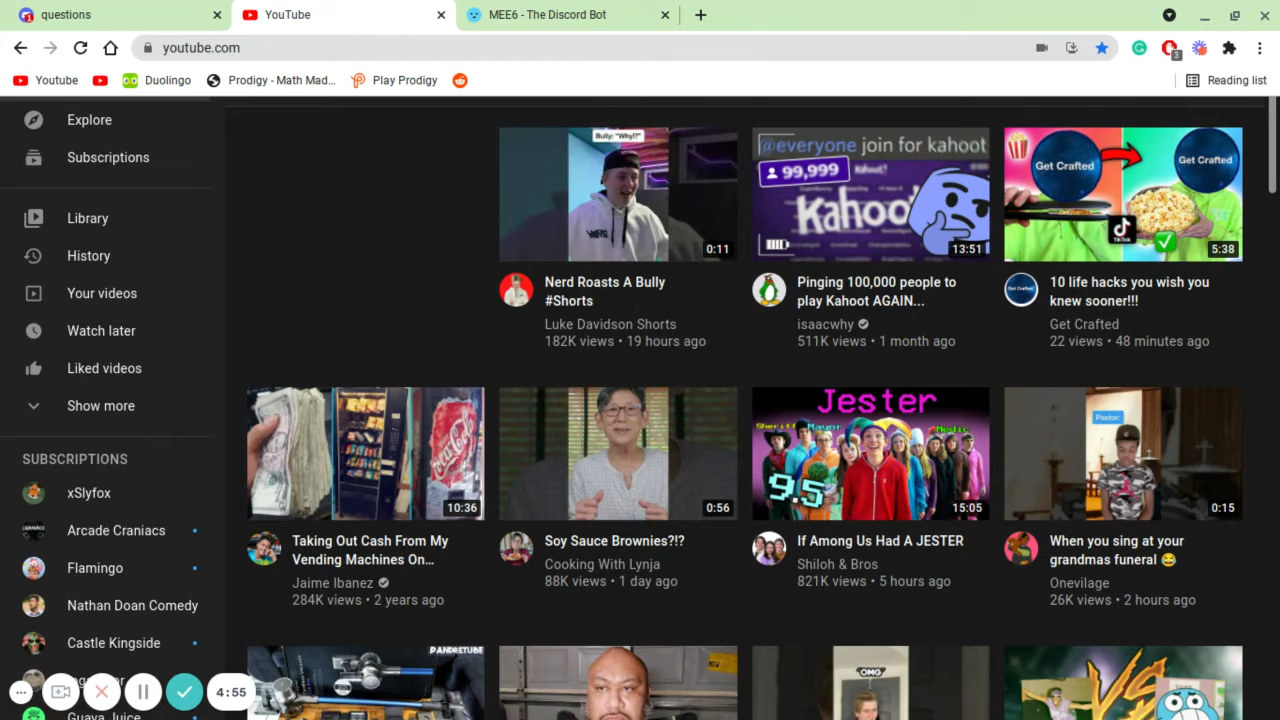 questions
YouTube
MEE6 - The Discord Bot
youtube.com
3
Youtube
Duolingo
Prodigy - Math Mad...
Play Prodigy
Reading list
Explore
Subscriptions
Library
History
Your videos
Watch later
Liked videos
Show more
SUBSCRIPTIONS
xSlyfox
Arcade Craniacs
Flamingo
Nathan Doan Comedy
Castle Kingside
Guava Juice
4:55
Bully: "Why!?"
0:11
Nerd Roasts A Bully
#Shorts
Luke Davidson Shorts
182K views • 19 hours ago
@everyone join for kahoot
99,999
Kahoot!
Kahoot
13:51
Pinging 100,000 people to
play Kahoot AGAIN...
isaacwhy
511K views • 1 month ago
Get Crafted
Get Crafted
TikTok
5:38
10 life hacks you wish you
knew sooner!!!
Get Crafted
22 views • 48 minutes ago
Coca-Cola
10:36
Taking Out Cash From My
Vending Machines On...
Jaime Ibanez
284K views • 2 years ago
0:56
Soy Sauce Brownies?!?
Cooking With Lynja
88K views • 1 day ago
Jester
Sheriff
Mayor
Medic
9.5
15:05
If Among Us Had A JESTER
Shiloh & Bros
821K views • 5 hours ago
Pastor:
0:15
When you sing at your
grandmas funeral 😂
Onevilage
26K views • 2 hours ago
PANDRETUBE
OMG
VS